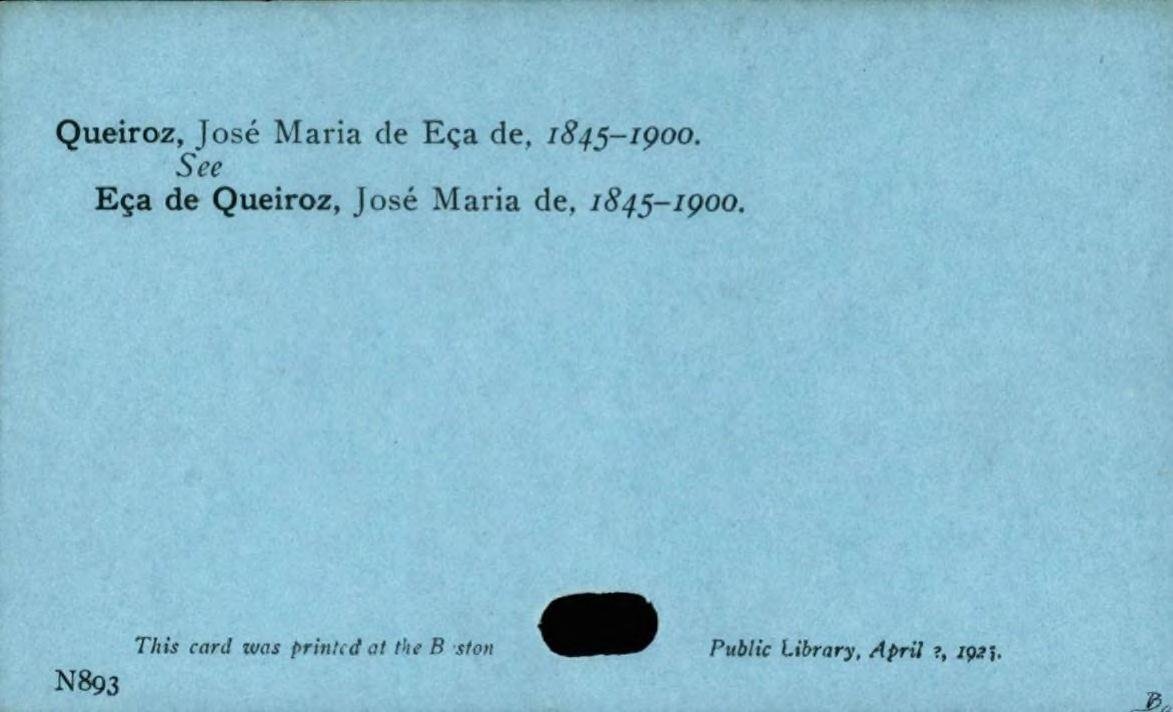 Queiroz, José Maria de Eça de, 1845–1900.
See
Eça de Queiroz, José Maria de, 1845–1900.
This card was printed at the B ston Public Library, April
N893
B